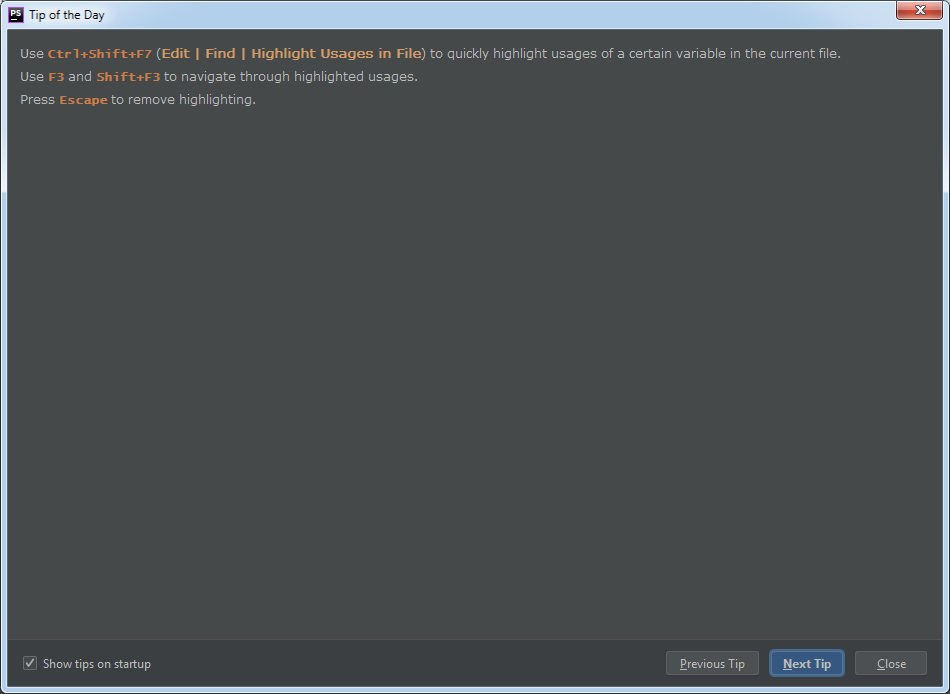 PS Tip of the Day
Use Ctrl+Shift+F7 (Edit | Find | Highlight Usages in File) to quickly highlight usages of a certain variable in the current file.
Use F3 and Shift+F3 to navigate through highlighted usages.
Press Escape to remove highlighting.
Show tips on startup
Previous Tip
Next Tip
Close